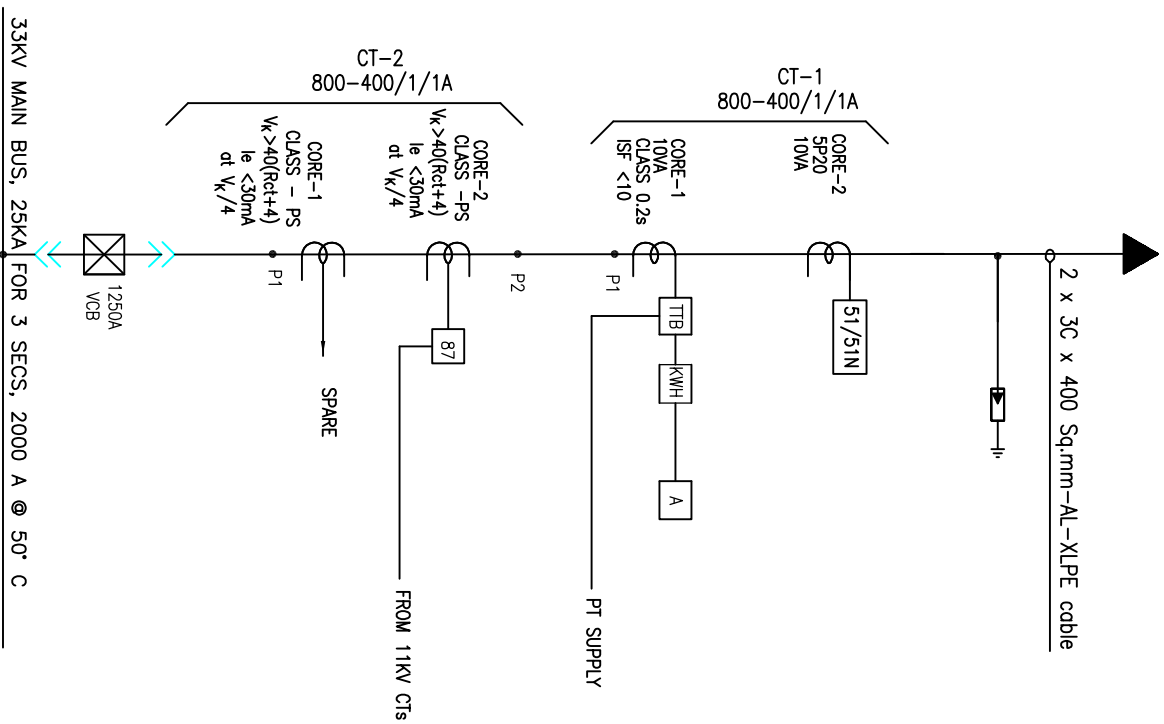 33KV MAIN BUS, 25KA FOR 3 SECS, 2000 A @ 50° C
1250A
VCB
CT-2
800-400/1/1A
CORE-1
CLASS - PS
VK>40(Rct+4)
Ie <30mA
at VK/4
P1
SPARE
CORE-2
CLASS -PS
VK>40(Rct+4)
Ie <30mA
at VK/4
87
FROM 11KV CTs
P2
CT-1
800-400/1/1A
P1
CORE-1
10VA
CLASS 0.2s
ISF <10
TTB
KWH
A
PT SUPPLY
CORE-2
5P20
10VA
51/51N
2 x 3C x 400 Sq.mm-AL-XLPE cable